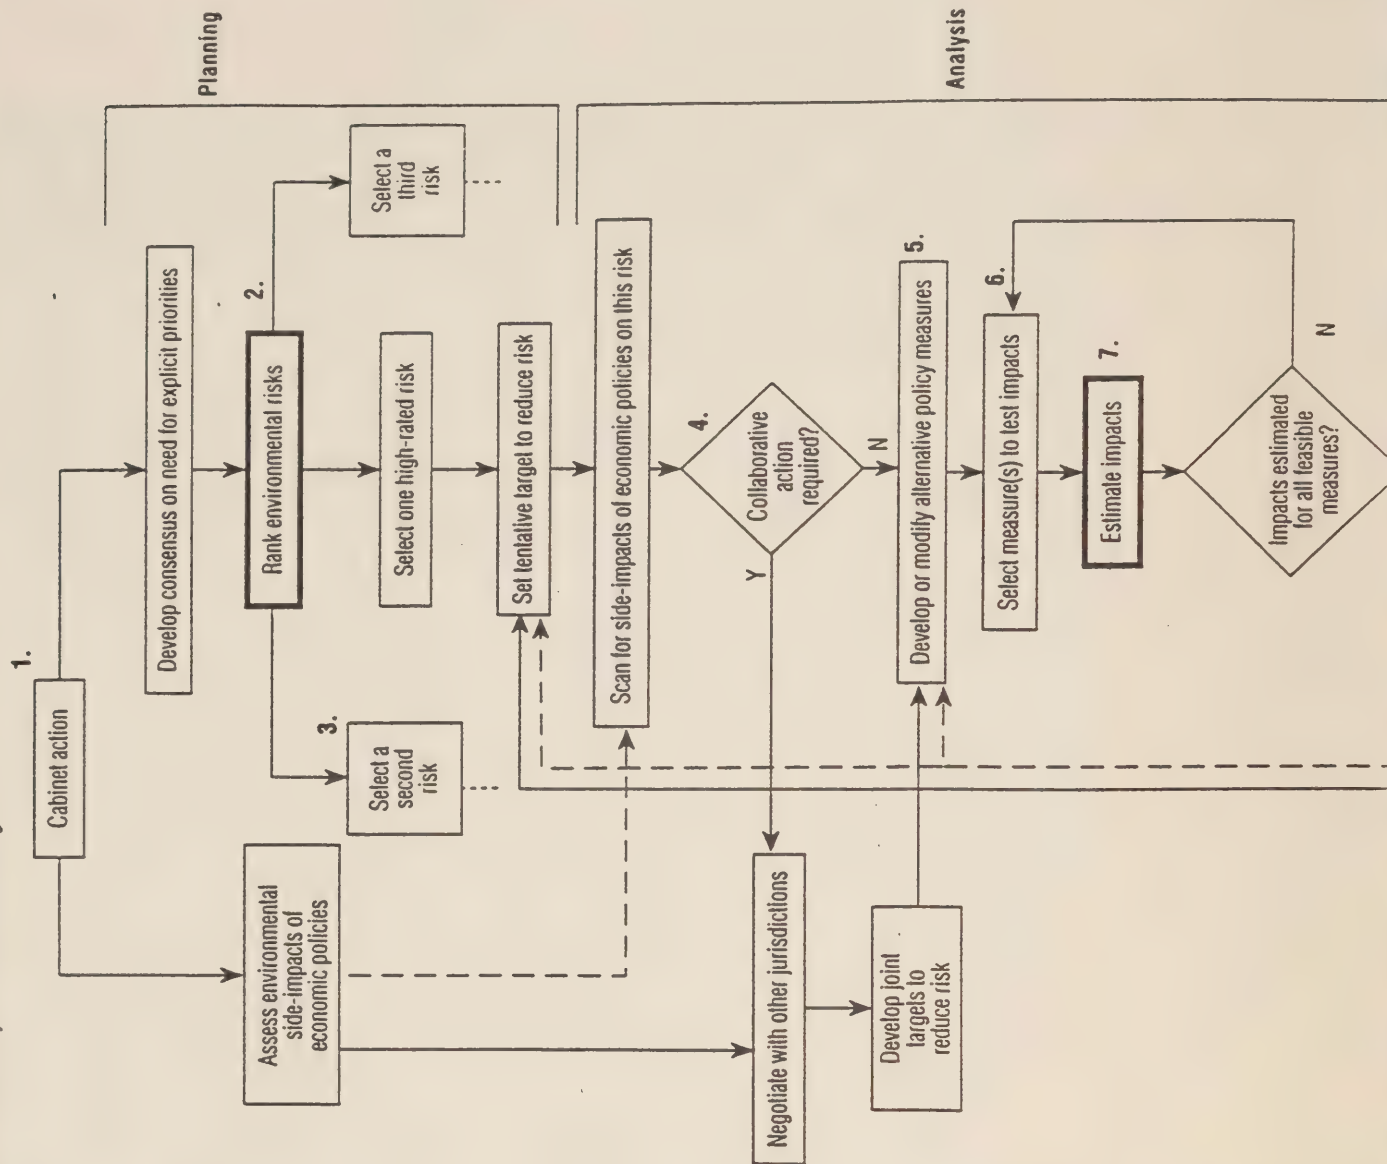 1.
Cabinet action
Planning
Develop consensus on need for explicit priorities
Assess environmental
side-impacts of
economic policies
Rank environmental risks
2.
Select a
second
risk
3.
Select one high-rated risk
Select a
third
risk
Set tentative target to reduce risk
Scan for side-impacts of economic policies on this risk
Analysis
4.
Collaborative
action
required?
Y
N
Negotiate with other jurisdictions
Develop joint
targets to
reduce risk
Develop or modify alternative policy measures
5.
Select measure(s) to test impacts
6.
Estimate impacts
7.
Impacts estimated
for all feasible
measures?
N